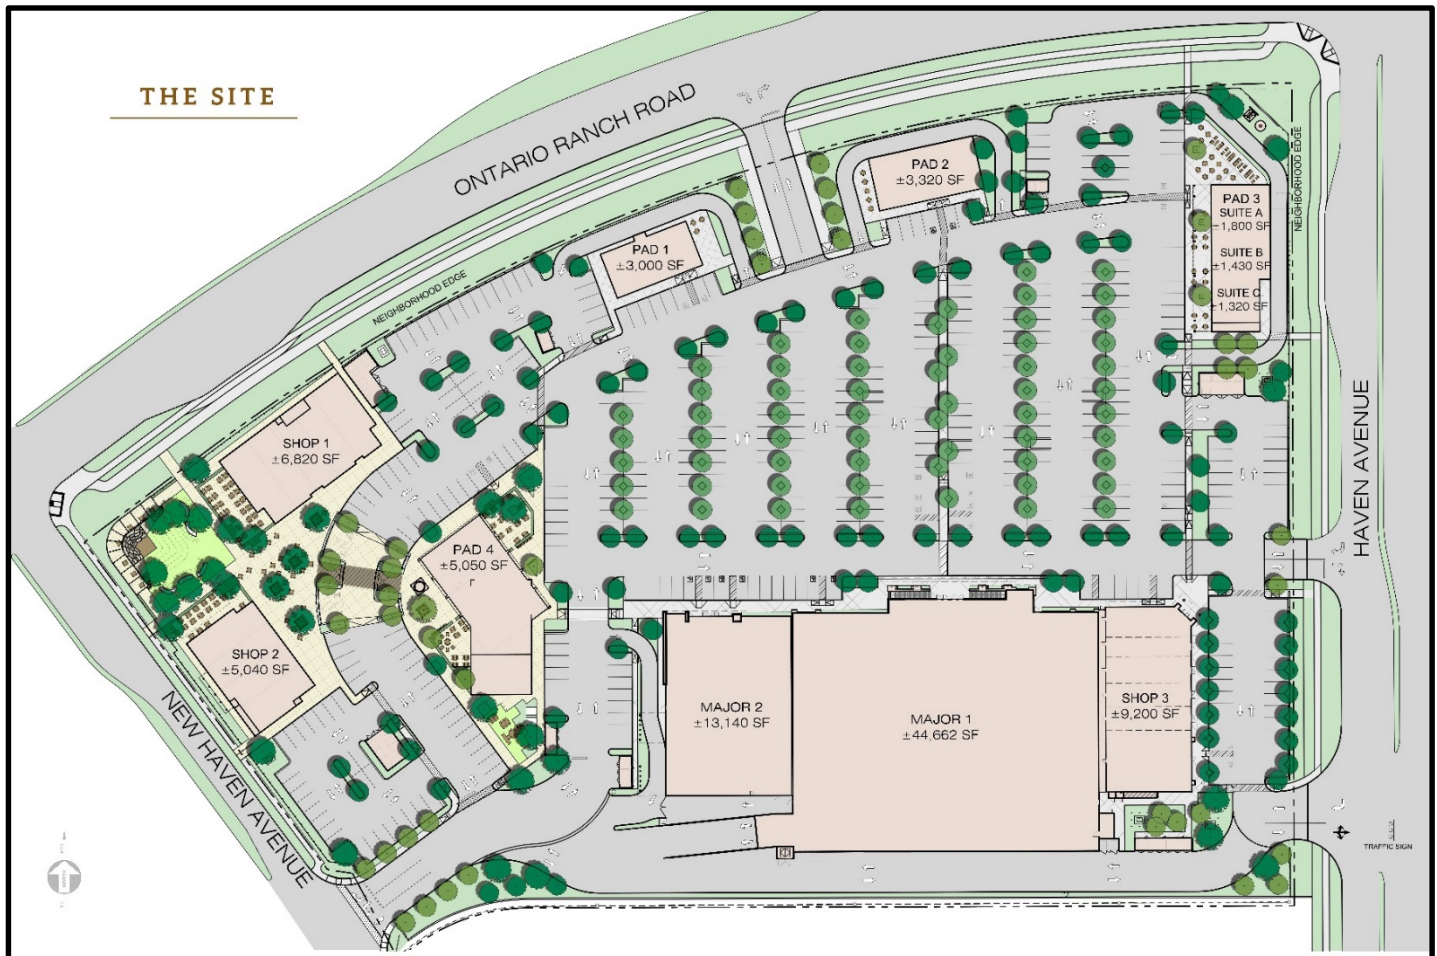 THE SITE
ONTARIO RANCH ROAD
NEIGHBORHOOD EDGE
PAD 1
±3,000 SF
PAD 2
±3,320 SF
PAD 3
SUITE A
±1,800 SF
SUITE B
±1,430 SF
SUITE C
±1,320 SF
NEIGHBORHOOD EDGE
HAVEN AVENUE
SHOP 1
±6,820 SF
PAD 4
±5,050 SF
SHOP 2
±5,040 SF
NEW HAVEN AVENUE
MAJOR 2
±13,140 SF
MAJOR 1
±44,662 SF
SHOP 3
±9,200 SF
TRAFFIC SIGN
NORTH